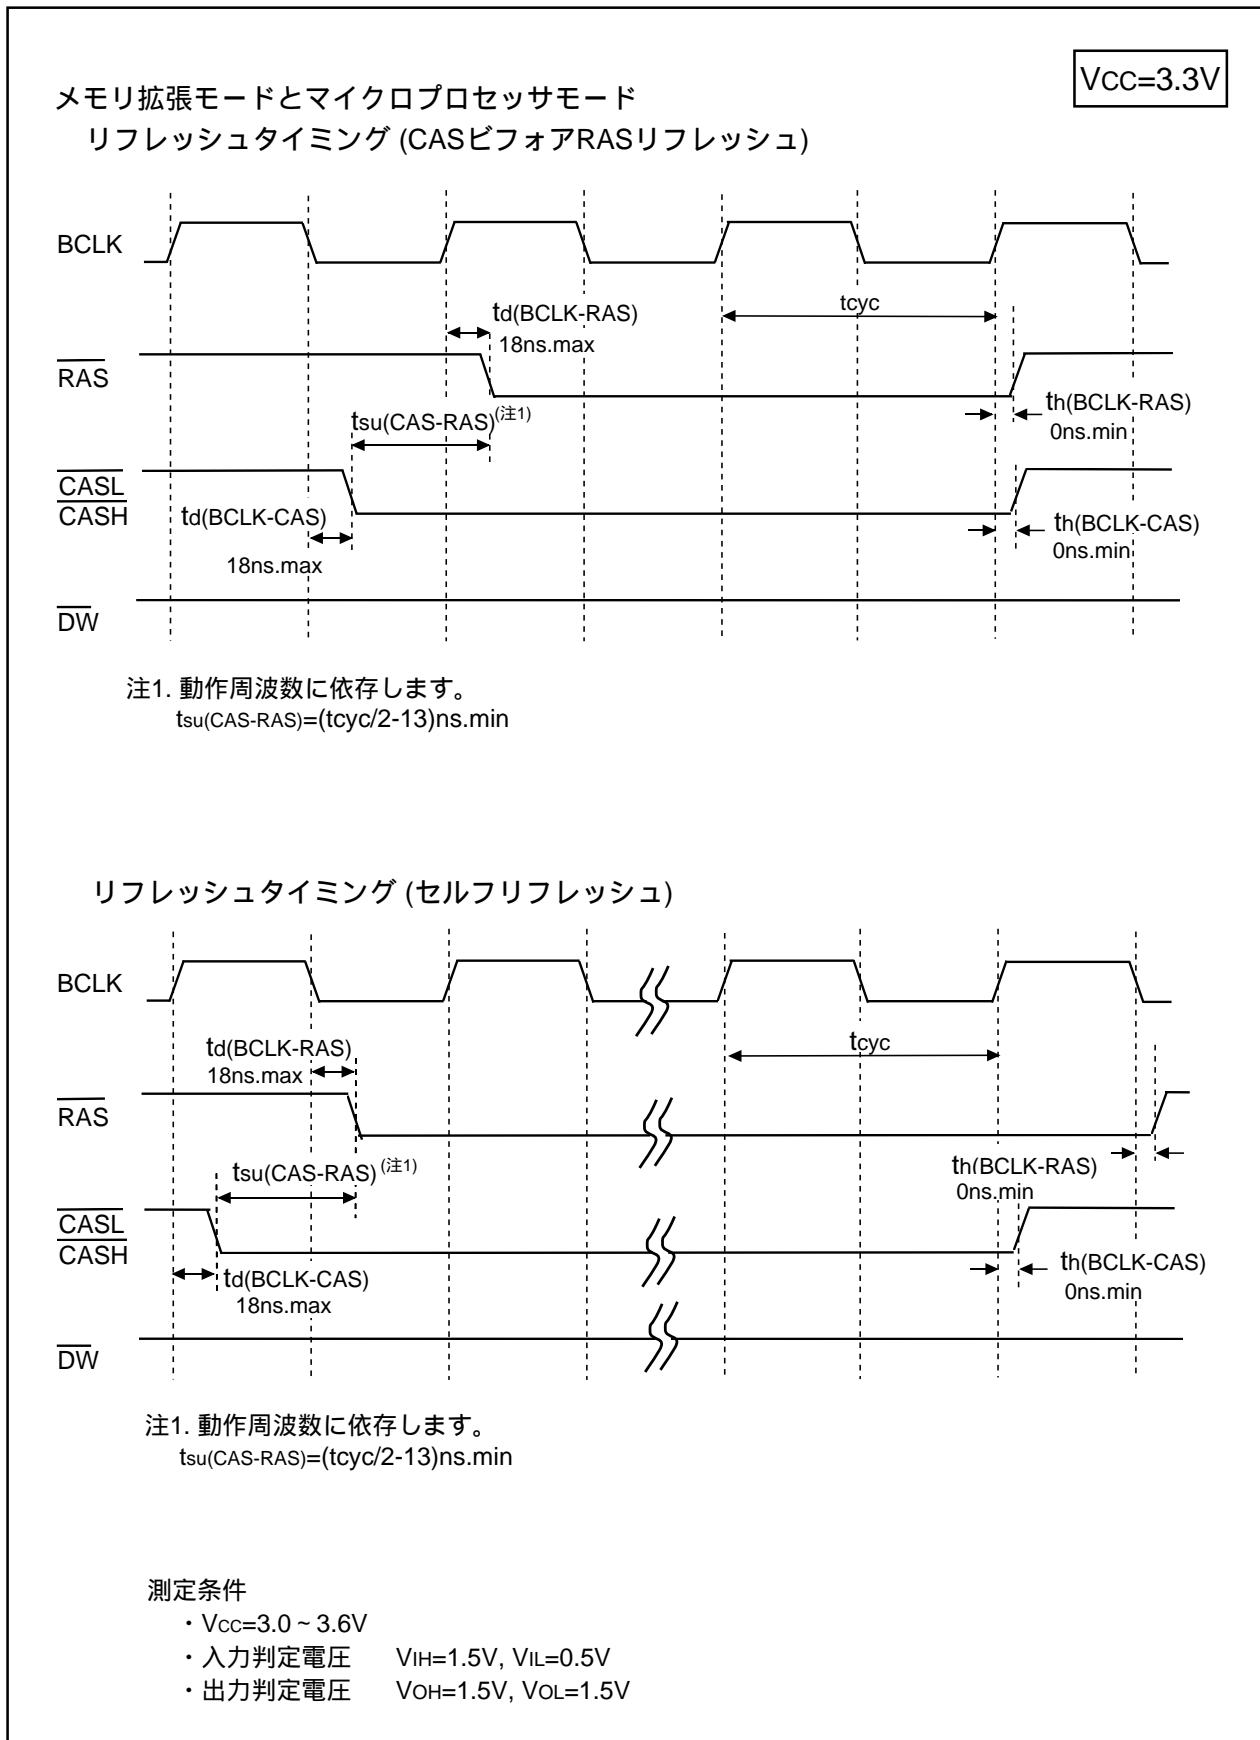 VCC=3.3V
メモリ拡張モードとマイクロプロセッサモード
リフレッシュタイミング (CASビフォアRASリフレッシュ)
BCLK
td(BCLK-RAS)
18ns.max
tcyc
RAS
th(BCLK-RAS)
0ns.min
tsu(CAS-RAS)(注1)
CASL
CASH
td(BCLK-CAS)
18ns.max
th(BCLK-CAS)
0ns.min
DW
注1. 動作周波数に依存します。
tsu(CAS-RAS)=(tcyc/2-13)ns.min
リフレッシュタイミング (セルフリフレッシュ)
BCLK
td(BCLK-RAS)
18ns.max
tcyc
RAS
tsu(CAS-RAS)(注1)
th(BCLK-RAS)
0ns.min
CASL
CASH
td(BCLK-CAS)
18ns.max
th(BCLK-CAS)
0ns.min
DW
注1. 動作周波数に依存します。
tsu(CAS-RAS)=(tcyc/2-13)ns.min
測定条件
・VCC=3.0～3.6V
・入力判定電圧 VIH=1.5V, VIL=0.5V
・出力判定電圧 VOH=1.5V, VOL=1.5V